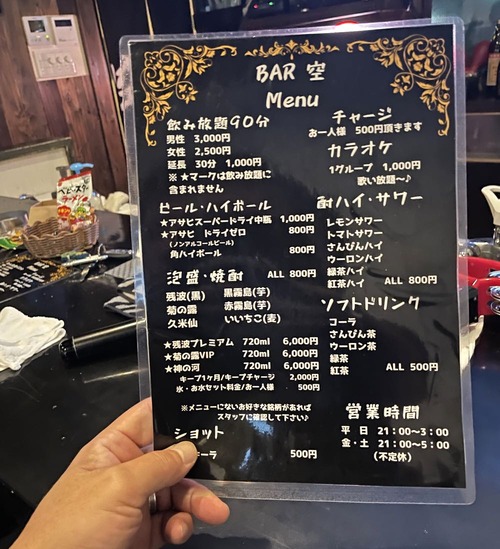 BAR 空
Menu
飲み放題90分
男性 3,000円
女性 2,500円
延長 30分 1,000円
※ ★マークは飲み放題に
含まれません
チャージ
お一人様 500円頂きます
カラオケ
1グループ 1,000円
歌い放題〜♪
ビール・ハイボール
★アサヒスーパードライ中瓶 1,000円
★アサヒ ドライゼロ 800円
(ノンアルコールビール)
角ハイボール 800円
酎ハイ・サワー
レモンサワー
トマトサワー
さんぴんハイ
ウーロンハイ
緑茶ハイ
紅茶ハイ ALL 800円
泡盛・焼酎 ALL 800円
残波(黒) 黒霧島(芋)
菊の露 赤霧島(芋)
久米仙 いいちこ(麦)
★残波プレミアム 720ml 6,000円
★菊の露VIP 720ml 6,000円
★神の河 720ml 6,000円
キープ1ヶ月/キープチャージ 2,000円
氷・お水セット料金/お一人様 500円
※メニューにないお好きな銘柄があれば
スタッフに確認して下さい♪
ソフトドリンク
コーラ
さんぴん茶
ウーロン茶
緑茶
紅茶 ALL 500円
ショット
ーラ 500円
営業時間
平 日 21:00〜3:00
金・土 21:00〜5:00
(不定休)
ベビースター
ラーメン